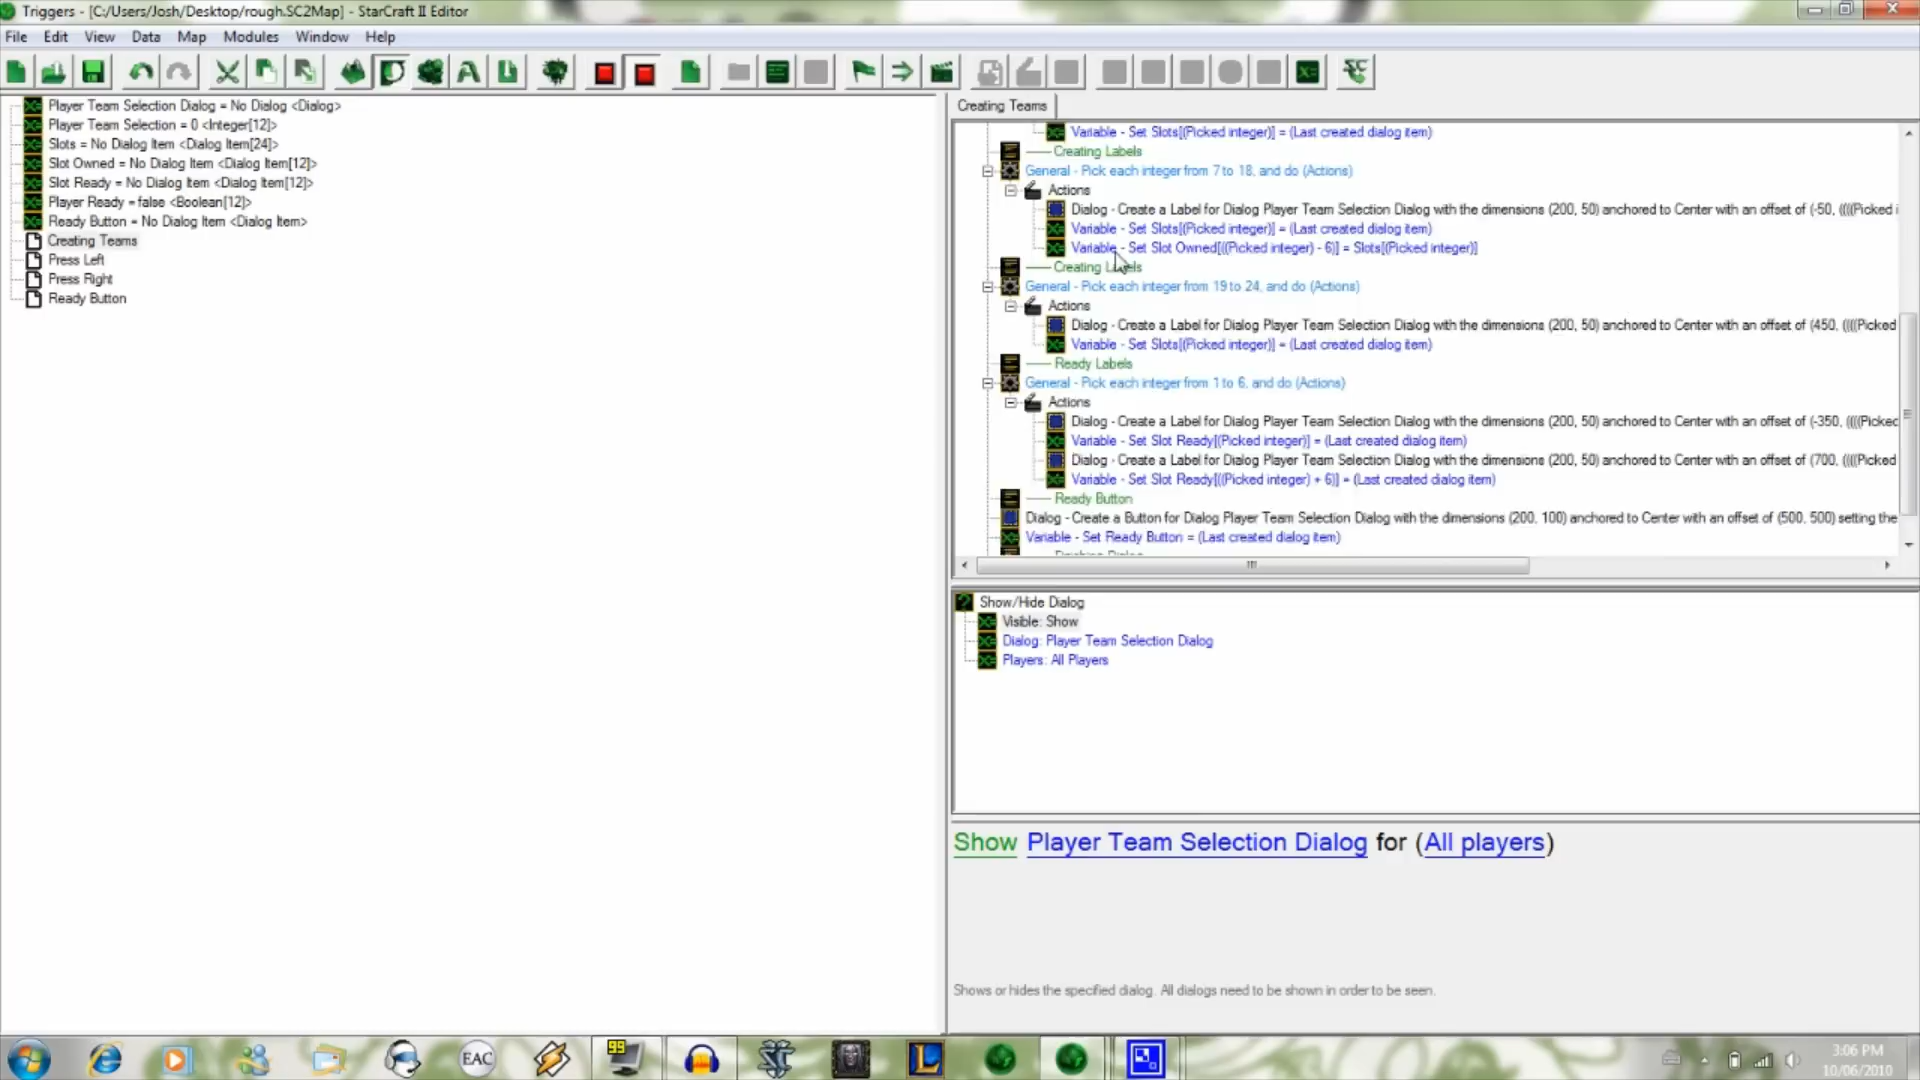 Triggers - [C:/Users/Josh/Desktop/rough.SC2Map] - StarCraft II Editor
File Edit View Data Map Modules Window Help
Player Team Selection Dialog = No Dialog <Dialog>
Player Team Selection = 0 <Integer[12]>
Slots = No Dialog Item <Dialog Item[24]>
Slot Owned = No Dialog Item <Dialog Item[12]>
Slot Ready = No Dialog Item <Dialog Item[12]>
Player Ready = false <Boolean[12]>
Ready Button = No Dialog Item <Dialog Item>
Creating Teams
Press Left
Press Right
Ready Button
Creating Teams
Variable - Set Slots[(Picked integer)] = (Last created dialog item)
Creating Labels
General - Pick each integer from 7 to 18, and do (Actions)
Actions
Dialog - Create a Label for Dialog Player Team Selection Dialog with the dimensions (200, 50) anchored to Center with an offset of (-50, ((((Picked i
Variable - Set Slots[(Picked integer)] = (Last created dialog item)
Variable - Set Slot Owned[((Picked integer) - 6)] = Slots[(Picked integer)]
Creating Labels
General - Pick each integer from 19 to 24, and do (Actions)
Actions
Dialog - Create a Label for Dialog Player Team Selection Dialog with the dimensions (200, 50) anchored to Center with an offset of (450, ((((Picked
Variable - Set Slots[(Picked integer)] = (Last created dialog item)
Ready Labels
General - Pick each integer from 1 to 6, and do (Actions)
Actions
Dialog - Create a Label for Dialog Player Team Selection Dialog with the dimensions (200, 50) anchored to Center with an offset of (-350, ((((Picked
Variable - Set Slot Ready[(Picked integer)] = (Last created dialog item)
Dialog - Create a Label for Dialog Player Team Selection Dialog with the dimensions (200, 50) anchored to Center with an offset of (700, ((((Picked
Variable - Set Slot Ready[((Picked integer) + 6)] = (Last created dialog item)
Ready Button
Dialog - Create a Button for Dialog Player Team Selection Dialog with the dimensions (200, 100) anchored to Center with an offset of (500, 500) setting the
Variable - Set Ready Button = (Last created dialog item)
Show/Hide Dialog
Visible: Show
Dialog: Player Team Selection Dialog
Players: All Players
Show Player Team Selection Dialog for (All players)
Shows or hides the specified dialog. All dialogs need to be shown in order to be seen.
EAC
99
3:06 PM
10/06/2010